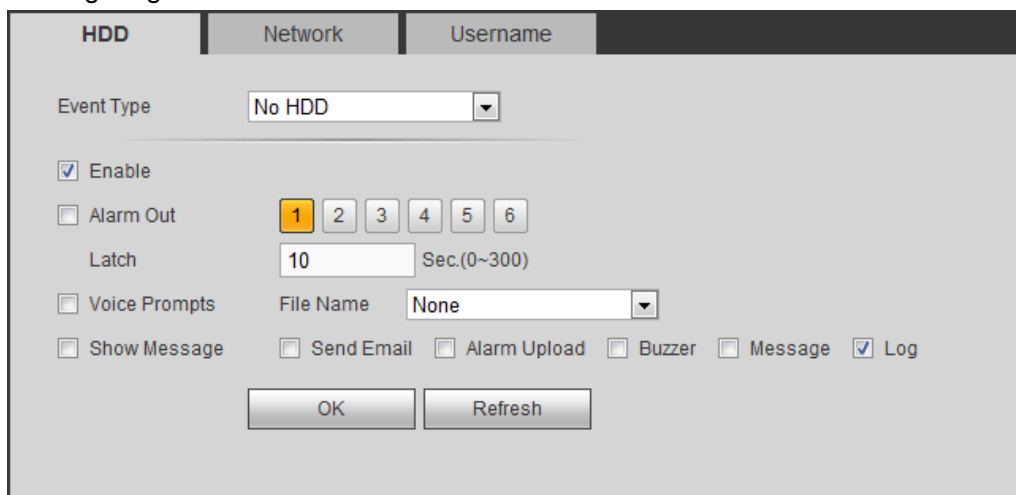 HDD Network Username
Event Type No HDD
Enable
Alarm Out 1 2 3 4 5 6
Latch 10 Sec.(0~300)
Voice Prompts File Name None
Show Message Send Email Alarm Upload Buzzer Message Log
OK Refresh